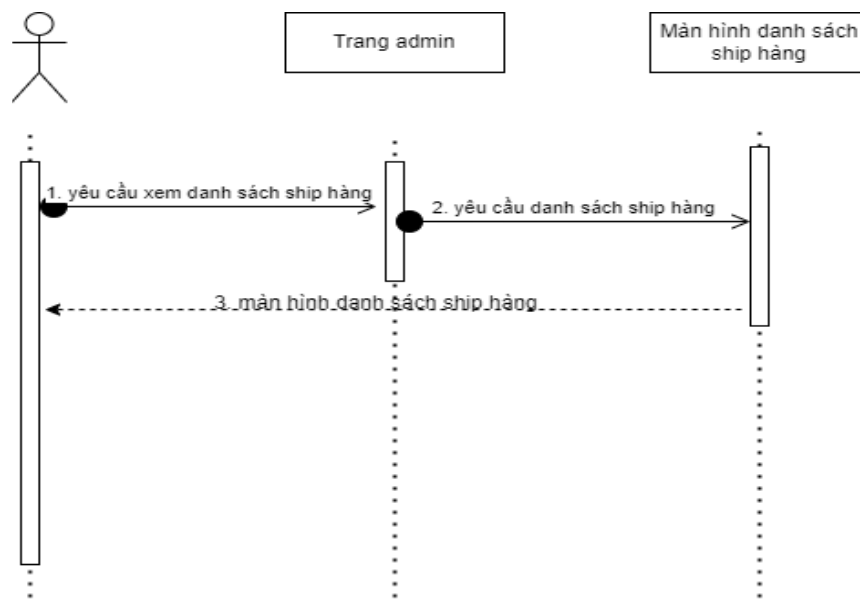 Trang admin
Màn hình danh sách
ship hàng
1. yêu cầu xem danh sách ship hàng
2. yêu cầu danh sách ship hàng
3. màn hình danh sách ship hàng